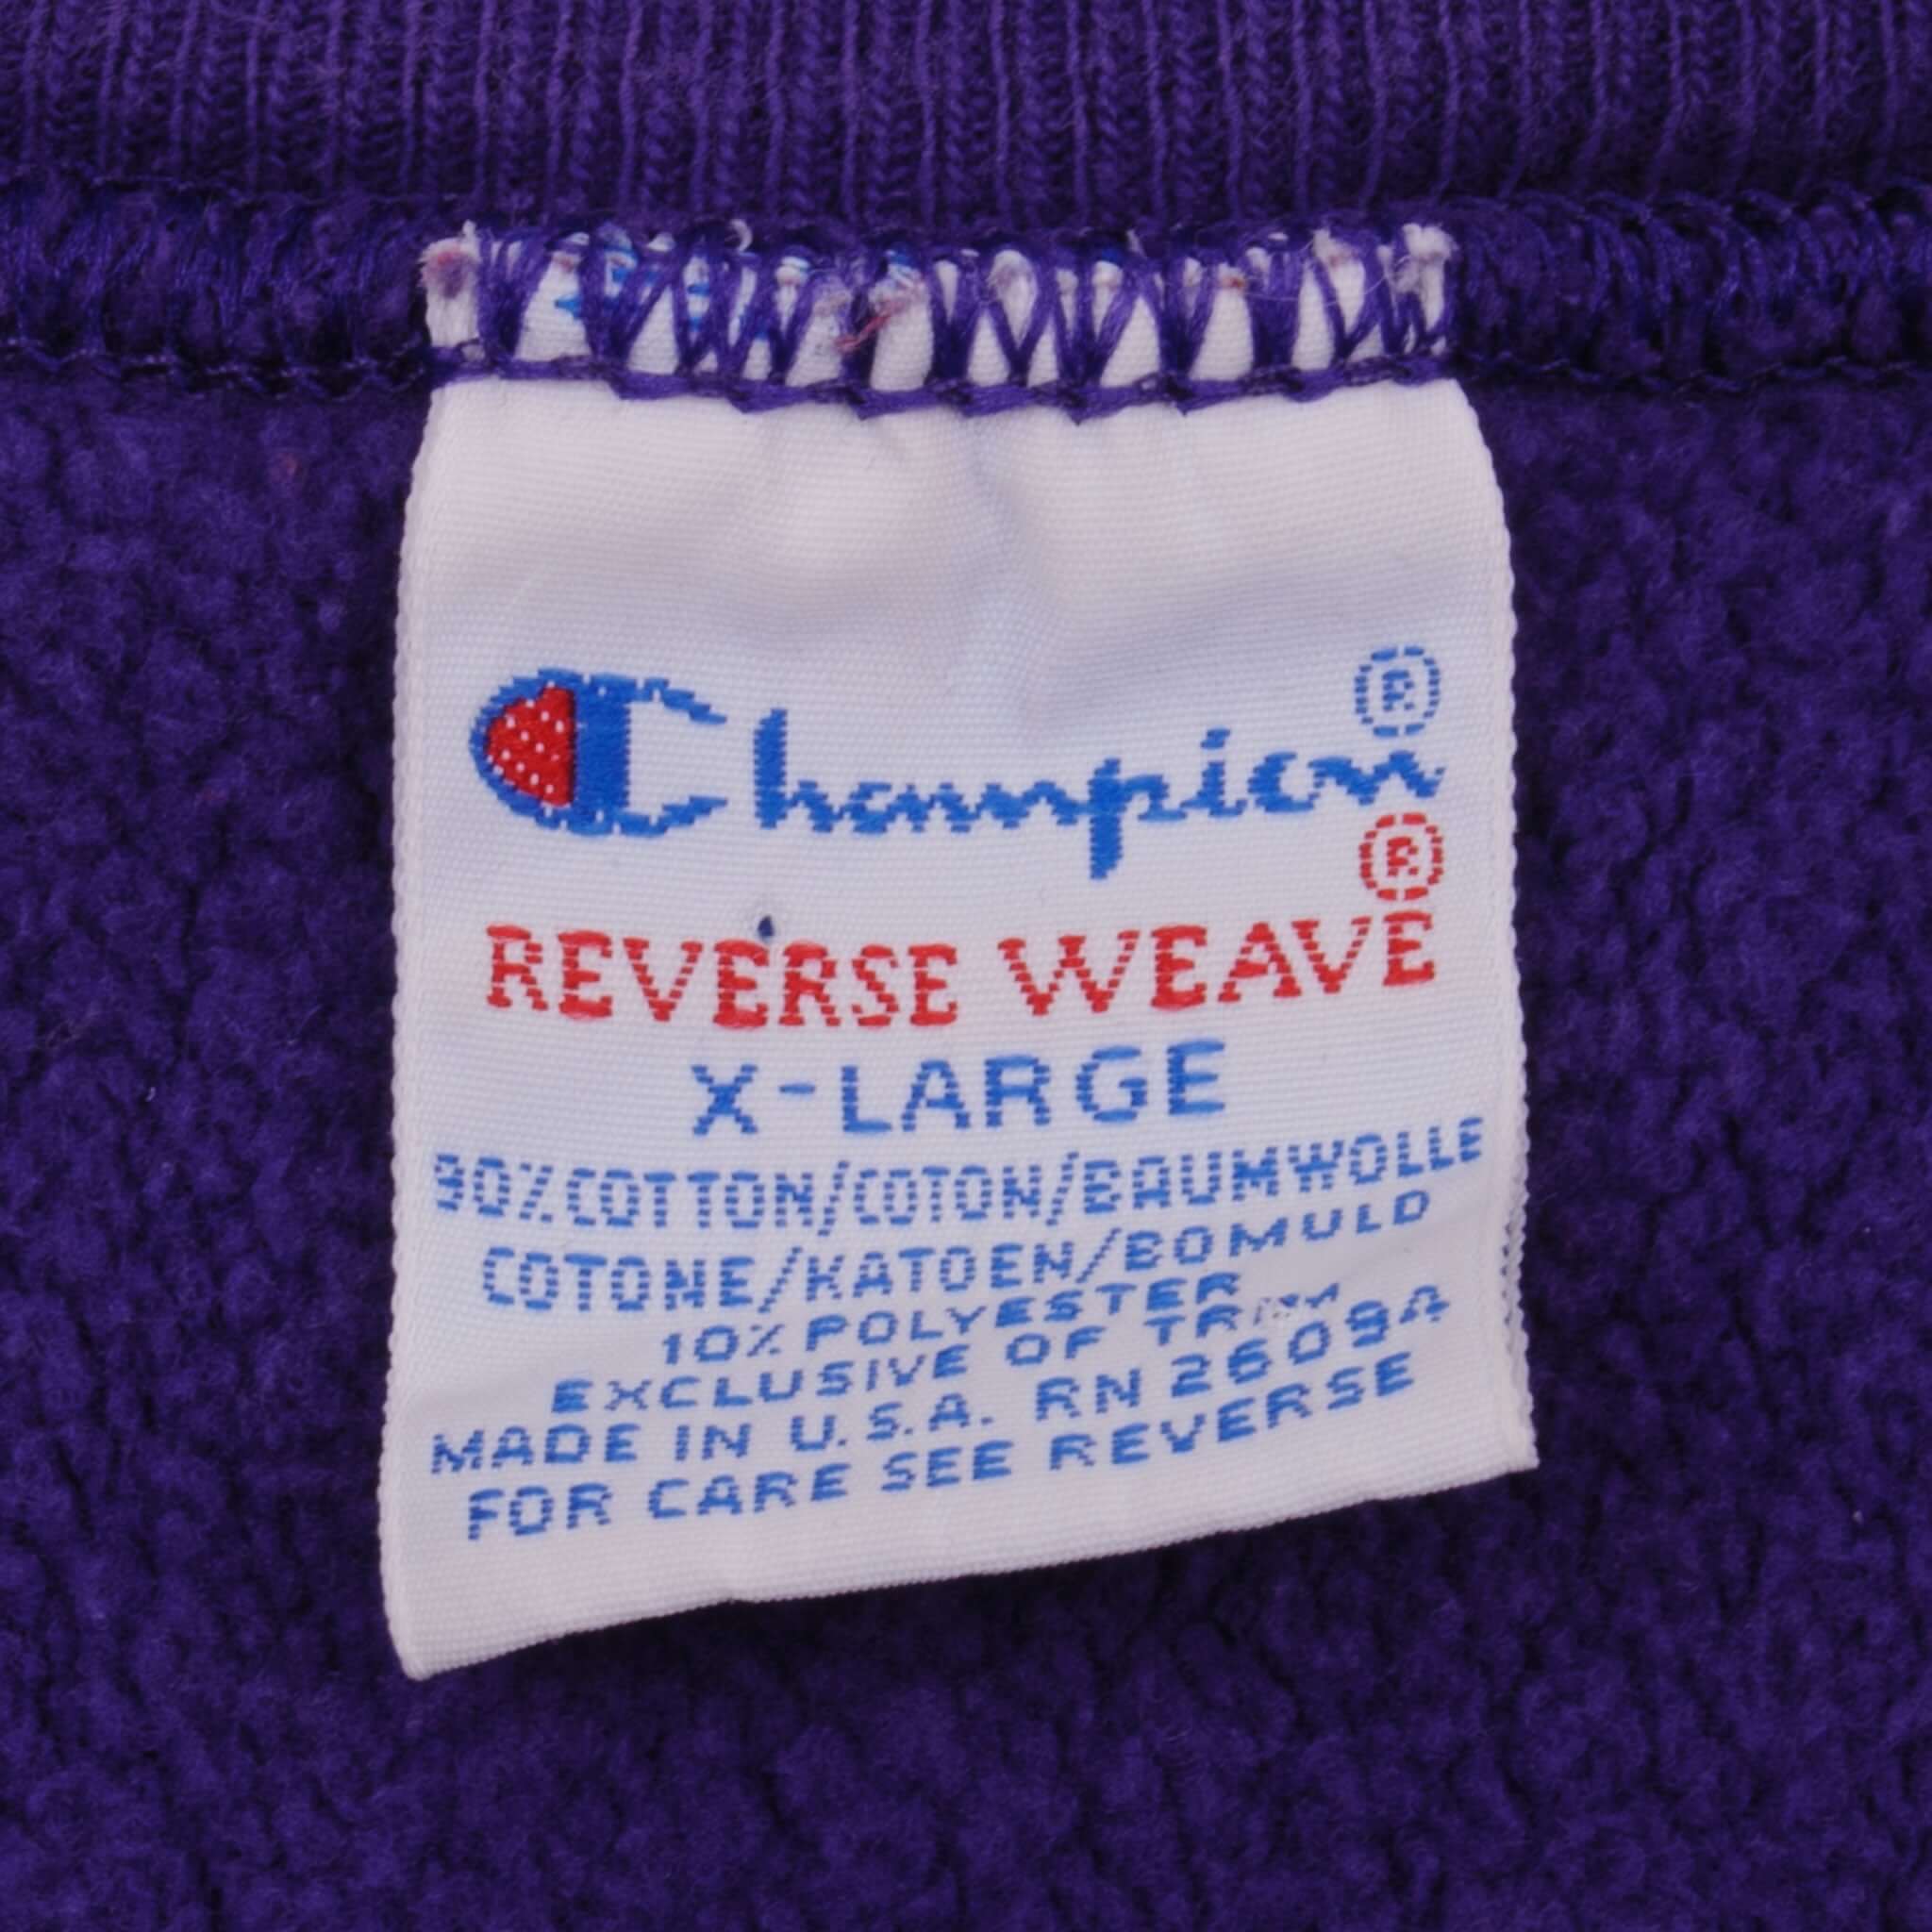 Champion®
REVERSE WEAVE®
X-LARGE
90% COTTON/COTON/BAUMWOLLE
COTONE/KATOEN/BOMULD
10% POLYESTER
EXCLUSIVE OF TRIM
MADE IN U.S.A. RN 26094
FOR CARE SEE REVERSE